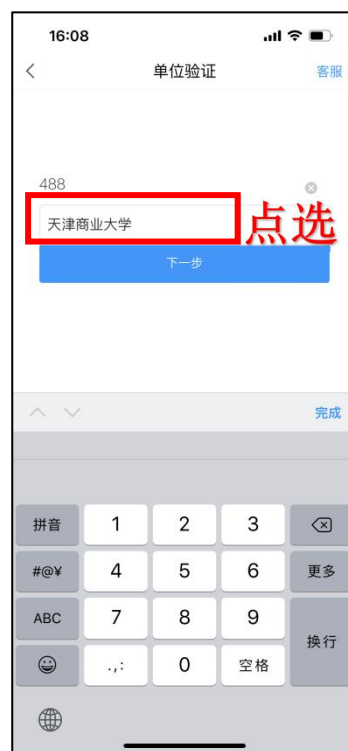 16:08
单位验证 客服
488
天津商业大学 点选
下一步
完成
拼音 1 2 3
#@¥ 4 5 6 更多
ABC 7 8 9
换行
.,: 0 空格